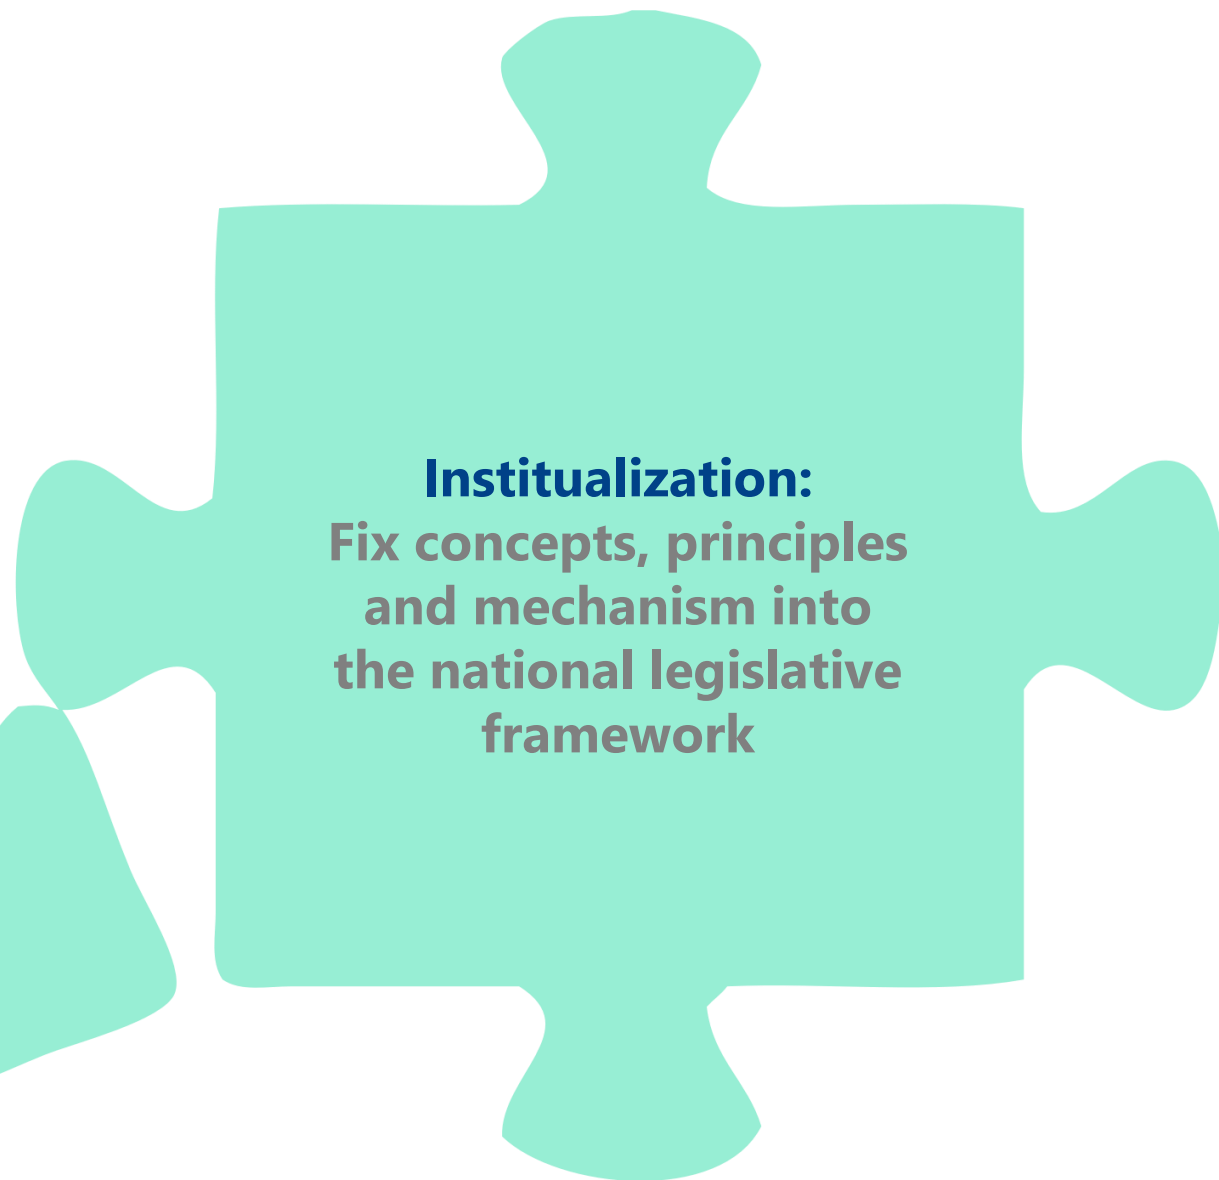 Institualization:
Fix concepts, principles
and mechanism into
the national legislative
framework